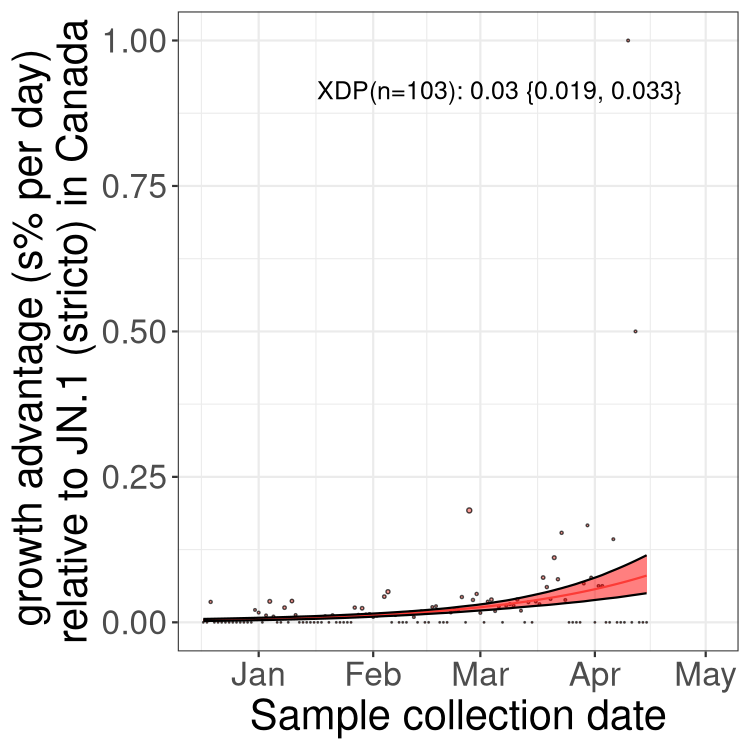 growth advantage (s% per day)
relative to JN.1 (stricto) in Canada
1.00
0.75
0.50
0.25
0.00
XDP(n=103): 0.03 {0.019, 0.033}
Jan Feb Mar Apr May
Sample collection date